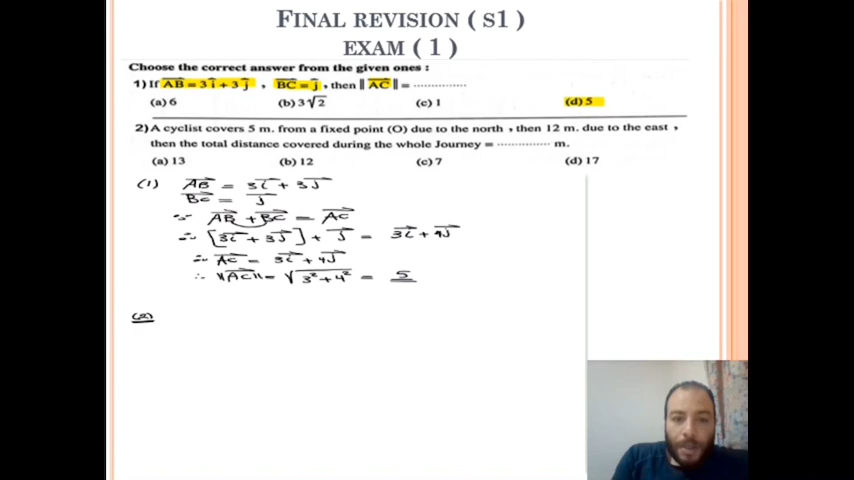 FINAL REVISION ( S1 )
EXAM ( 1 )
Choose the correct answer from the given ones :
1) If AB = 3 i + 3 j , BC = j , then ‖ AC ‖ = ................
(a) 6 (b) 3√2 (c) 1 (d) 5
2) A cyclist covers 5 m. from a fixed point (O) due to the north , then 12 m. due to the east ,
then the total distance covered during the whole Journey = ................ m.
(a) 13 (b) 12 (c) 7 (d) 17
(1) AB = 3i + 3j
BC = j
∵ AB + BC = AC
∴ [3i + 3j] + j = 3i + 4j
∴ AC = 3i + 4j
∴ ‖AC‖ = √3² + 4² = 5
(2)